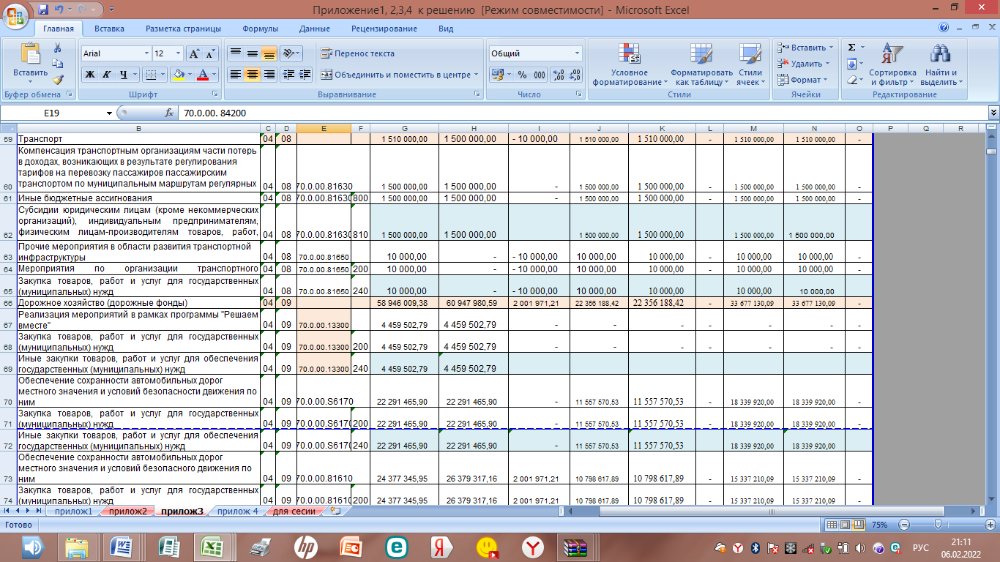 Приложение1, 2,3,4 к решению [Режим совместимости] - Microsoft Excel
Главная Вставка Разметка страницы Формулы Данные Рецензирование Вид
Вставить Arial 12 Перенос текста Общий Условное форматирование Форматировать как таблицу Стили ячеек Вставить Удалить Формат Сортировка и фильтр Найти и выделить
Ж К Ч Объединить и поместить в центре % 000
Буфер обмена Шрифт Выравнивание Число Стили Ячейки Редактирование
E19 fx 70.0.00. 84200
B C D E F G H I J K L M N O P Q R
59 Транспорт 04 08 1 510 000,00 1 500 000,00 - 10 000,00 1 510 000,00 1 510 000,00 - 1 510 000,00 1 510 000,00 -
Компенсация транспортным организациям части потерь
в доходах, возникающих в результате регулирования
тарифов на перевозку пассажиров пассажирским
60 транспортом по муниципальным маршрутам регулярных 04 08 70.0.00.81630 1 500 000,00 1 500 000,00 - 1 500 000,00 1 500 000,00 - 1 500 000,00 1 500 000,00 -
61 Иные бюджетные ассигнования 04 08 70.0.00.81630 800 1 500 000,00 1 500 000,00 - 1 500 000,00 1 500 000,00 - 1 500 000,00 1 500 000,00 -
Субсидии юридическим лицам (кроме некоммерческих
организаций), индивидуальным предпринимателям,
62 физическим лицам-производителям товаров, работ, 04 08 70.0.00.81630 810 1 500 000,00 1 500 000,00 1 500 000,00 1 500 000,00 - 1 500 000,00 1 500 000,00 -
Прочие мероприятия в области развития транспортной
63 инфраструктуры 04 08 70.0.00.81650 10 000,00 - - 10 000,00 10 000,00 10 000,00 - 10 000,00 10 000,00 -
64 Мероприятия по организации транспортного 04 08 70.0.00.81650 200 10 000,00 - - 10 000,00 10 000,00 10 000,00 - 10 000,00 10 000,00 -
Закупка товаров, работ и услуг для государственных
65 (муниципальных) нужд 04 08 70.0.00.81650 240 10 000,00 - - 10 000,00 10 000,00 10 000,00 - 10 000,00 10 000,00 -
66 Дорожное хозяйство (дорожные фонды) 04 09 58 946 009,38 60 947 980,59 2 001 971,21 22 356 188,42 22 356 188,42 - 33 677 130,09 33 677 130,09 -
Реализация мероприятий в рамках программы "Решаем
67 вместе" 04 09 70.0.00.13300 4 459 502,79 4 459 502,79 - - - - - - -
Закупка товаров, работ и услуг для государственных
68 (муниципальных) нужд 04 09 70.0.00.13300 200 4 459 502,79 4 459 502,79 - - - - - - -
Иные закупки товаров, работ и услуг для обеспечения
69 государственных (муниципальных) нужд 04 09 70.0.00.13300 240 4 459 502,79 4 459 502,79
Обеспечение сохранности автомобильных дорог
местного значения и условий безопасности движения по
70 ним 04 09 70.0.00.S6170 22 291 465,90 22 291 465,90 - 11 557 570,53 11 557 570,53 - 18 339 920,00 18 339 920,00 -
Закупка товаров, работ и услуг для государственных
71 (муниципальных) нужд 04 09 70.0.00.S6170 200 22 291 465,90 22 291 465,90 - 11 557 570,53 11 557 570,53 - 18 339 920,00 18 339 920,00 -
Иные закупки товаров, работ и услуг для обеспечения
72 государственных (муниципальных) нужд 04 09 70.0.00.S6170 240 22 291 465,90 22 291 465,90 - 11 557 570,53 11 557 570,53 - 18 339 920,00 18 339 920,00
Обеспечение сохранности автомобильных дорог
местного значения и условий безопасного движения по
73 ним 04 09 70.0.00.81610 24 377 345,95 26 379 317,16 2 001 971,21 10 798 617,89 10 798 617,89 - 15 337 210,09 15 337 210,09 -
Закупка товаров, работ и услуг для государственных
74 (муниципальных) нужд 04 09 70.0.00.81610 200 24 377 345,95 26 379 317,16 2 001 971,21 10 798 617,89 10 798 617,89 - 15 337 210,09 15 337 210,09 -
прилож1 прилож2 прилож3 прилож 4 для сесии
Готово 75%
РУС 21:11
06.02.2022